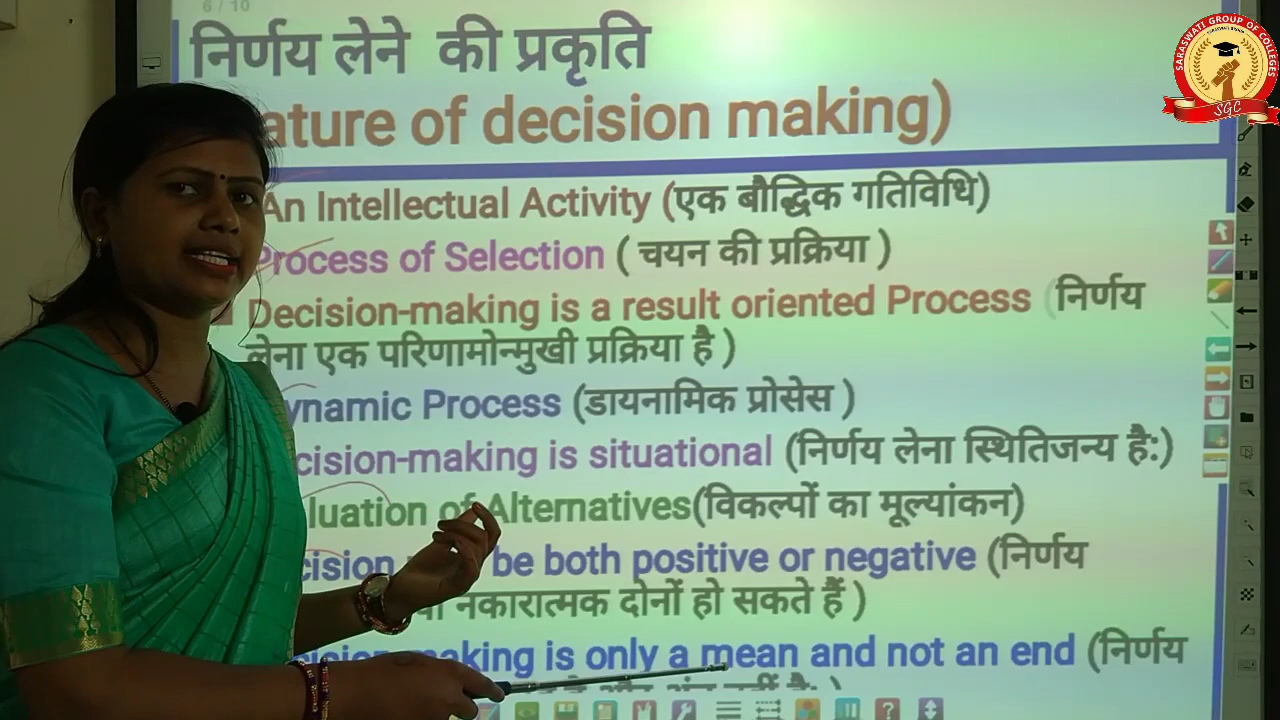 6 / 10
निर्णय लेने की प्रकृति
ature of decision making)
An Intellectual Activity (एक बौद्धिक गतिविधि)
Process of Selection ( चयन की प्रक्रिया )
Decision-making is a result oriented Process (निर्णय
लेना एक परिणामोन्मुखी प्रक्रिया है )
ynamic Process (डायनामिक प्रोसेस )
cision-making is situational (निर्णय लेना स्थितिजन्य है:)
luation of Alternatives(विकल्पों का मूल्यांकन)
cision be both positive or negative (निर्णय
नकारात्मक दोनों हो सकते हैं )
making is only a mean and not an end (निर्णय
SARASWATI GROUP OF COLLEGES
SGC